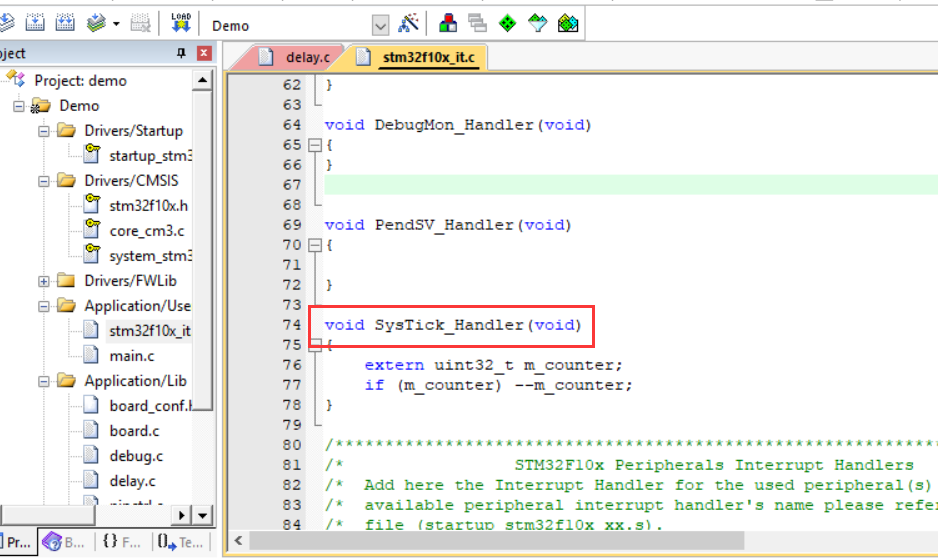 LOAD
Demo
ject
Project: demo
Demo
Drivers/Startup
startup_stm3
Drivers/CMSIS
stm32f10x.h
core_cm3.c
system_stm3
Drivers/FWLib
Application/Use
stm32f10x_it
main.c
Application/Lib
board_conf.h
board.c
debug.c
delay.c
Pr...
B...
{} F...
Te...
delay.c
stm32f10x_it.c
62 }
63
64 void DebugMon_Handler(void)
65 {
66 }
67
68
69 void PendSV_Handler(void)
70 {
71
72 }
73
74 void SysTick_Handler(void)
75 {
76 extern uint32_t m_counter;
77 if (m_counter) --m_counter;
78 }
79
80 /*************************************************************
81 /* STM32F10x Peripherals Interrupt Handlers
82 /* Add here the Interrupt Handler for the used peripheral(s)
83 /* available peripheral interrupt handler's name please refer
84 /* file (startup_stm32f10x_xx.s).